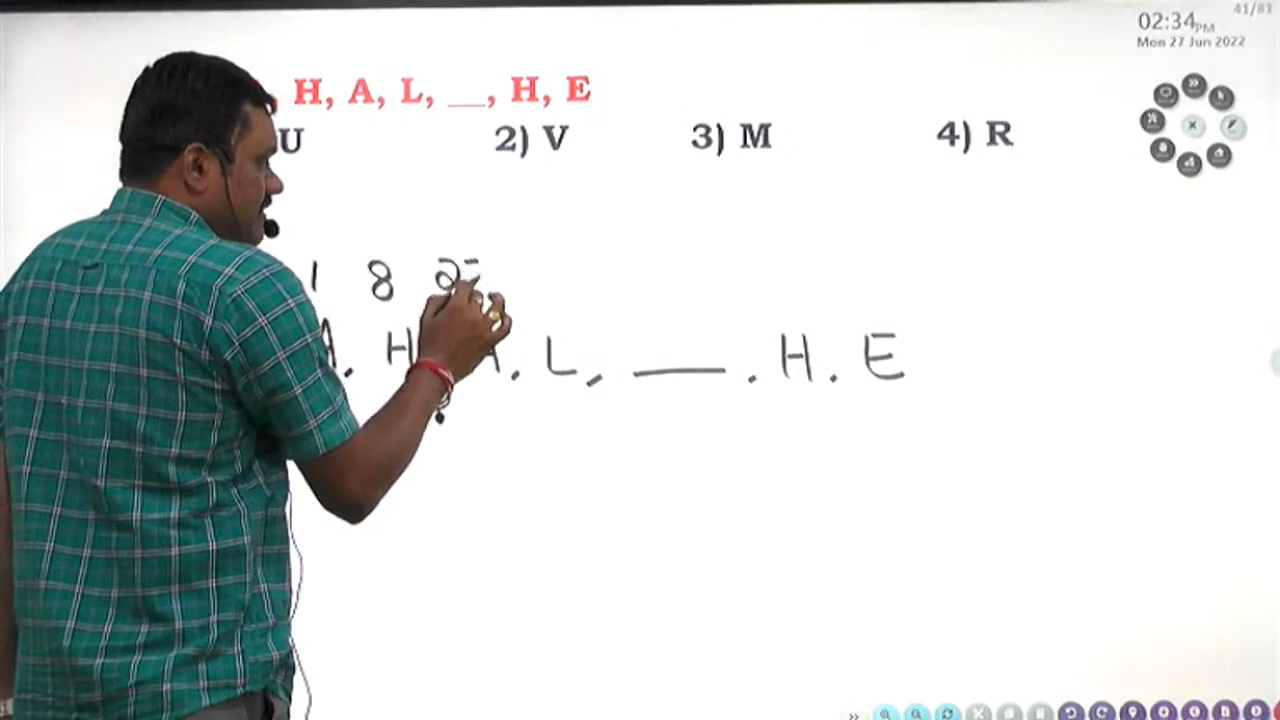 41/81
02:34PM
Mon 27 Jun 2022
, H, A, L, __, H, E
U 2) V 3) M 4) R
1 8
A. H A, L, ___ . H. E